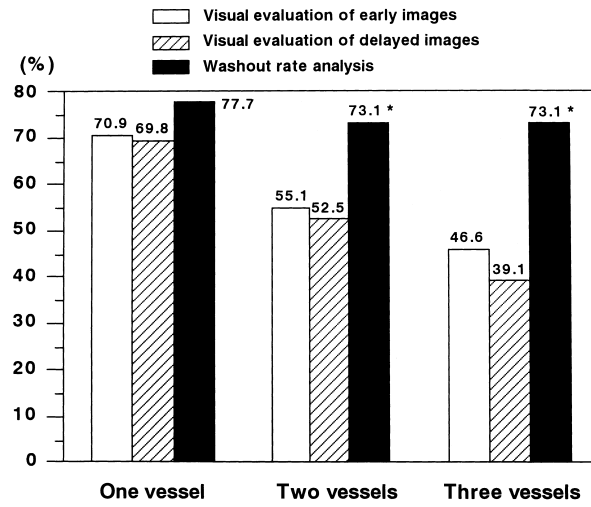 Visual evaluation of early images
Visual evaluation of delayed images
Washout rate analysis
(%)
80
70
60
50
40
30
20
10
0
70.9 69.8 77.7
55.1 52.5 73.1 *
46.6 39.1 73.1 *
One vessel Two vessels Three vessels